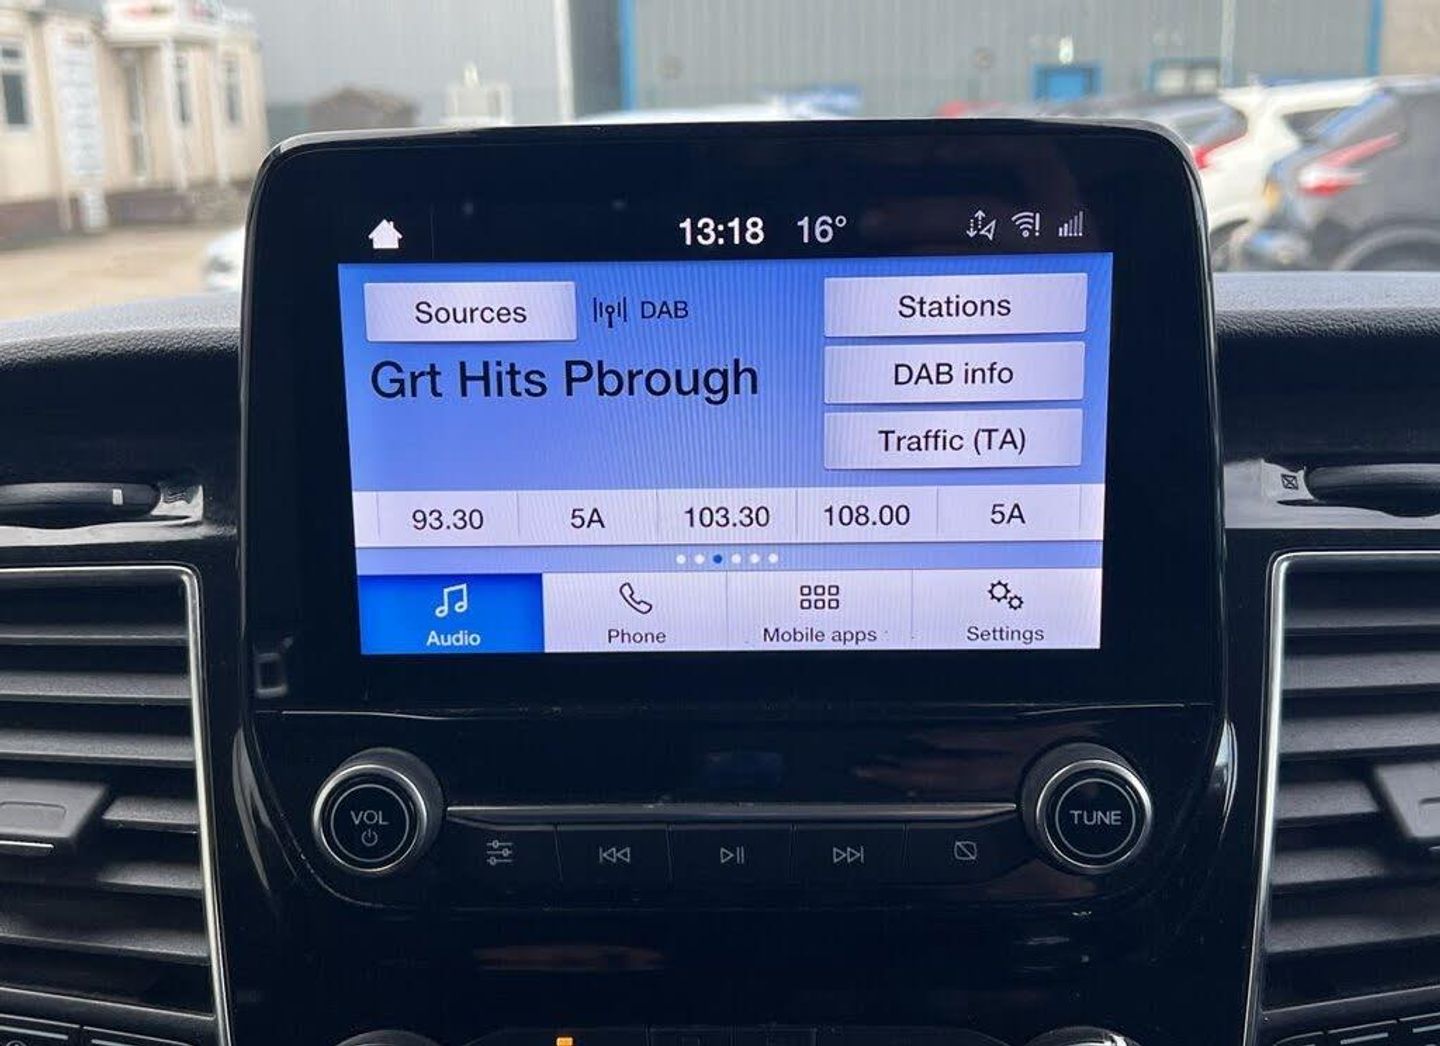 13:18 16°
Sources DAB Stations
Grt Hits Pbrough DAB info
Traffic (TA)
93.30 5A 103.30 108.00 5A
Audio Phone Mobile apps Settings
VOL TUNE